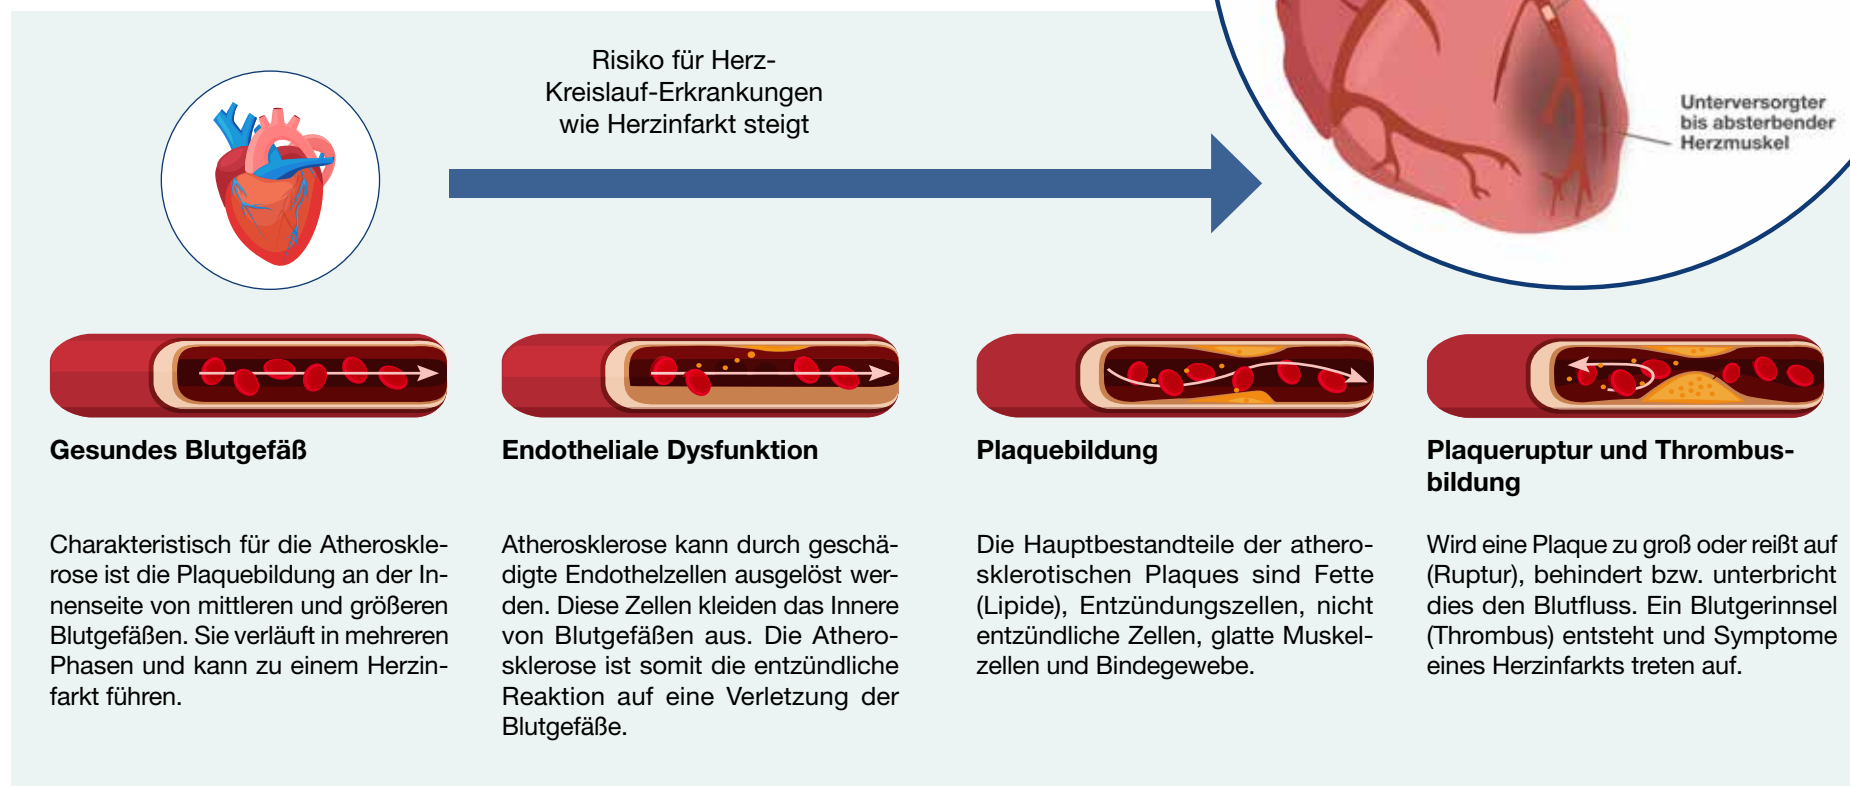 Risiko für Herz-
Kreislauf-Erkrankungen
wie Herzinfarkt steigt
Unterversorgter
bis absterbender
Herzmuskel
Gesundes Blutgefäß
Charakteristisch für die Atheroskle-
rose ist die Plaquebildung an der In-
nenseite von mittleren und größeren
Blutgefäßen. Sie verläuft in mehreren
Phasen und kann zu einem Herzin-
farkt führen.
Endotheliale Dysfunktion
Atherosklerose kann durch geschä-
digte Endothelzellen ausgelöst wer-
den. Diese Zellen kleiden das Innere
von Blutgefäßen aus. Die Athero-
sklerose ist somit die entzündliche
Reaktion auf eine Verletzung der
Blutgefäße.
Plaquebildung
Die Hauptbestandteile der athero-
sklerotischen Plaques sind Fette
(Lipide), Entzündungszellen, nicht
entzündliche Zellen, glatte Muskel-
zellen und Bindegewebe.
Plaqueruptur und Thrombus-
bildung
Wird eine Plaque zu groß oder reißt auf
(Ruptur), behindert bzw. unterbricht
dies den Blutfluss. Ein Blutgerinnsel
(Thrombus) entsteht und Symptome
eines Herzinfarkts treten auf.